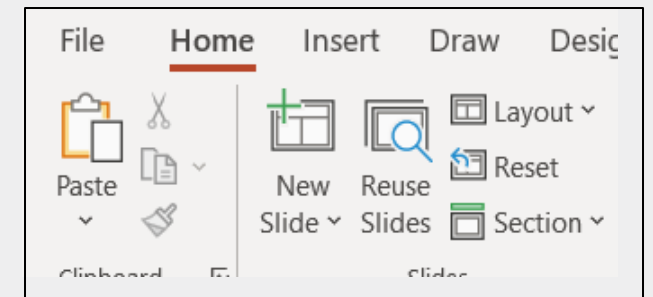 File Home Insert Draw
Paste
New Slide
Reuse Slides
Layout
Reset
Section